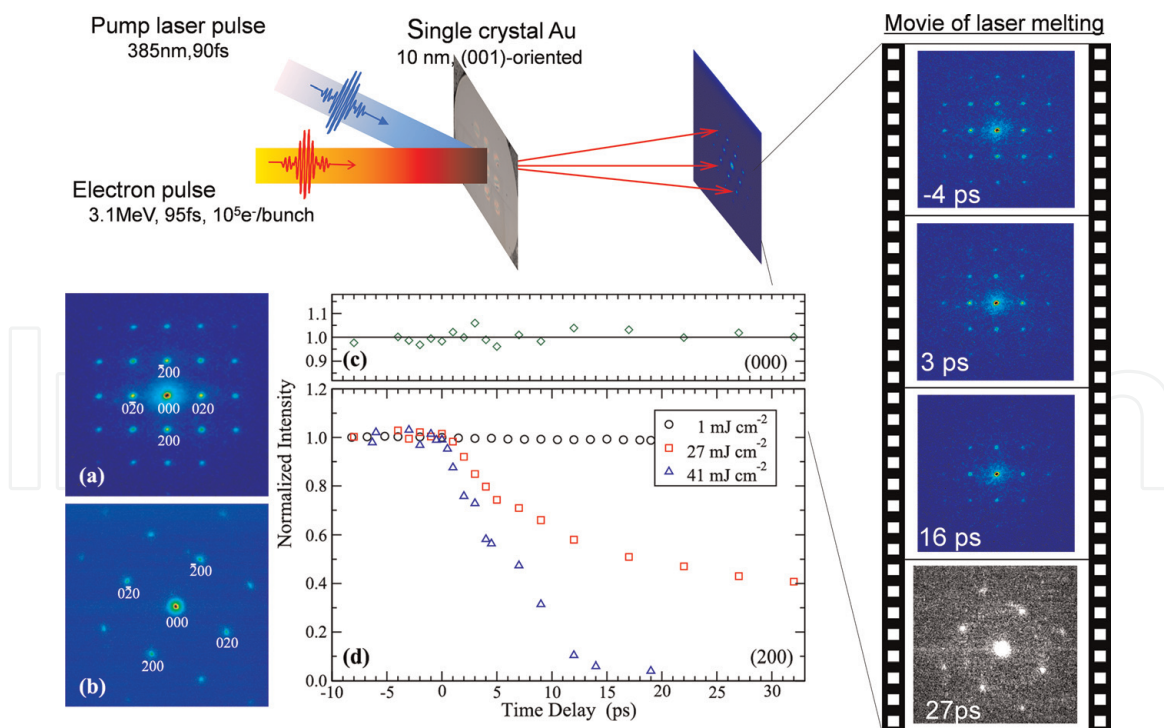 Pump laser pulse
385nm,90fs
Single crystal Au
10 nm, (001)-oriented
Movie of laser melting
Electron pulse
3.1MeV, 95fs, 10⁵e⁻/bunch
-4 ps
3 ps
16 ps
27ps
2̄00
02̄0 000 020
200
(a)
2̄00
02̄0
000
020
200
(b)
1.1
1.0
0.9
(c)
(000)
Normalized Intensity
1.2
1.0
0.8
0.6
0.4
0.2
0.0
1 mJ cm⁻²
27 mJ cm⁻²
41 mJ cm⁻²
(d)
(200)
-10 -5 0 5 10 15 20 25 30
Time Delay (ps)